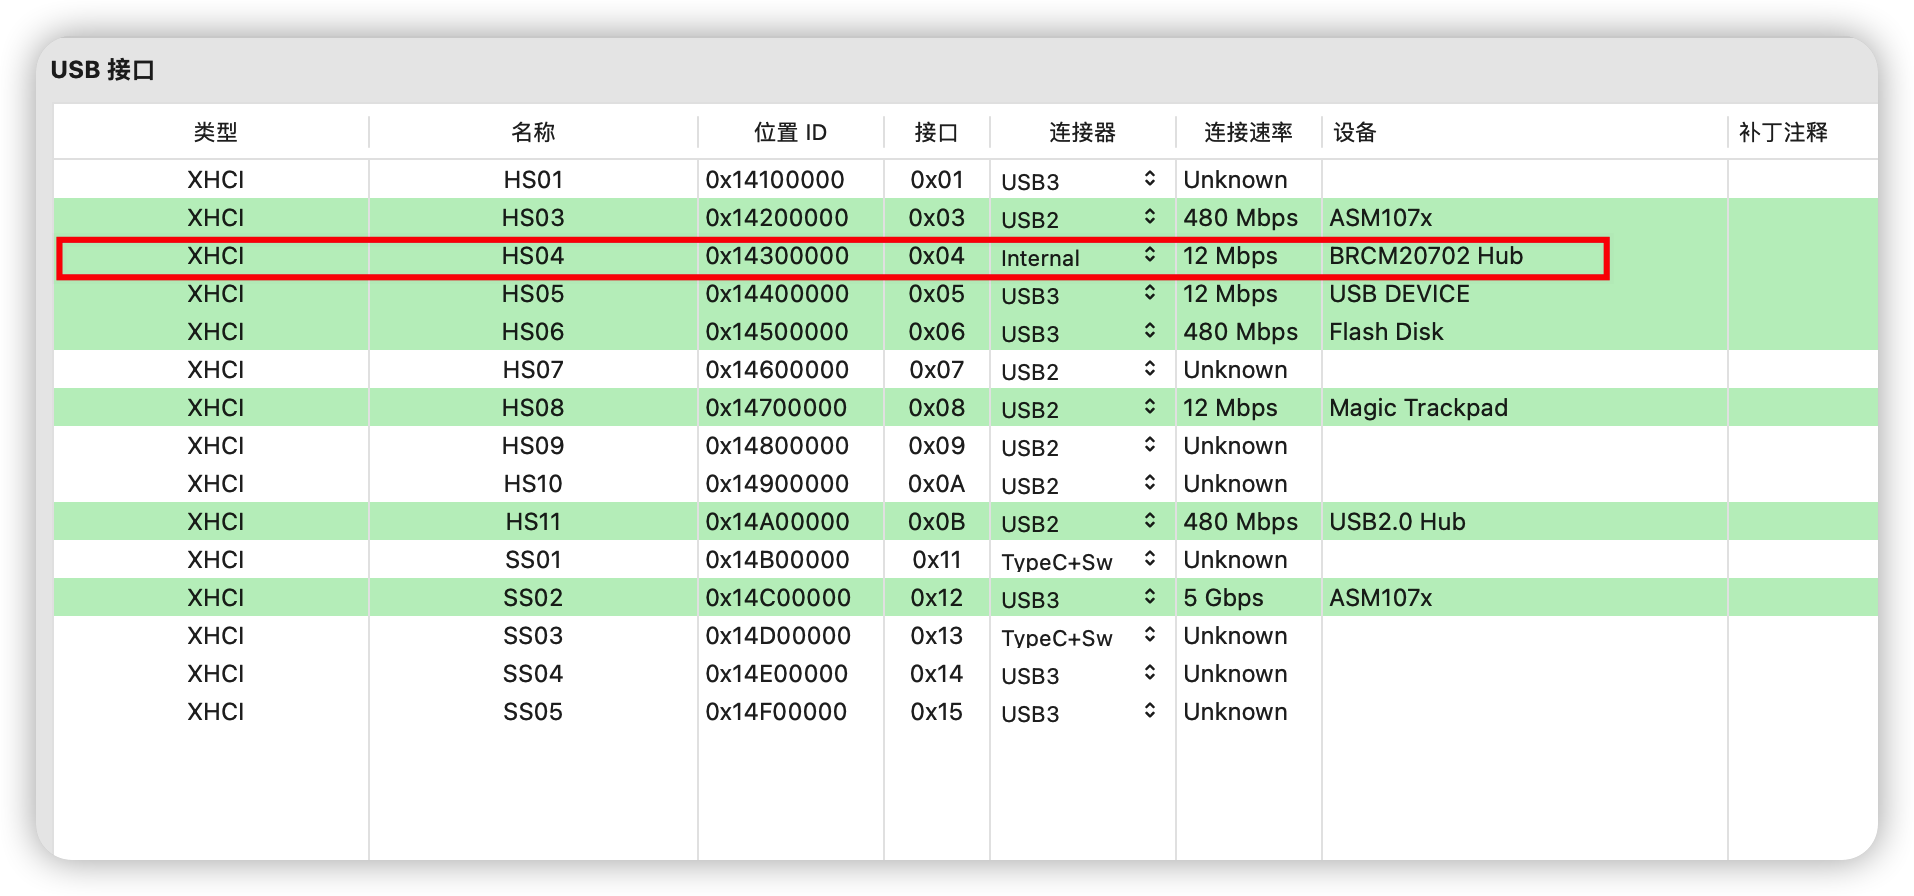 USB 接口
类型 名称 位置 ID 接口 连接器 连接速率 设备 补丁注释
XHCI HS01 0x14100000 0x01 USB3 Unknown
XHCI HS03 0x14200000 0x03 USB2 480 Mbps ASM107x
XHCI HS04 0x14300000 0x04 Internal 12 Mbps BRCM20702 Hub
XHCI HS05 0x14400000 0x05 USB3 12 Mbps USB DEVICE
XHCI HS06 0x14500000 0x06 USB3 480 Mbps Flash Disk
XHCI HS07 0x14600000 0x07 USB2 Unknown
XHCI HS08 0x14700000 0x08 USB2 12 Mbps Magic Trackpad
XHCI HS09 0x14800000 0x09 USB2 Unknown
XHCI HS10 0x14900000 0x0A USB2 Unknown
XHCI HS11 0x14A00000 0x0B USB2 480 Mbps USB2.0 Hub
XHCI SS01 0x14B00000 0x11 TypeC+Sw Unknown
XHCI SS02 0x14C00000 0x12 USB3 5 Gbps ASM107x
XHCI SS03 0x14D00000 0x13 TypeC+Sw Unknown
XHCI SS04 0x14E00000 0x14 USB3 Unknown
XHCI SS05 0x14F00000 0x15 USB3 Unknown